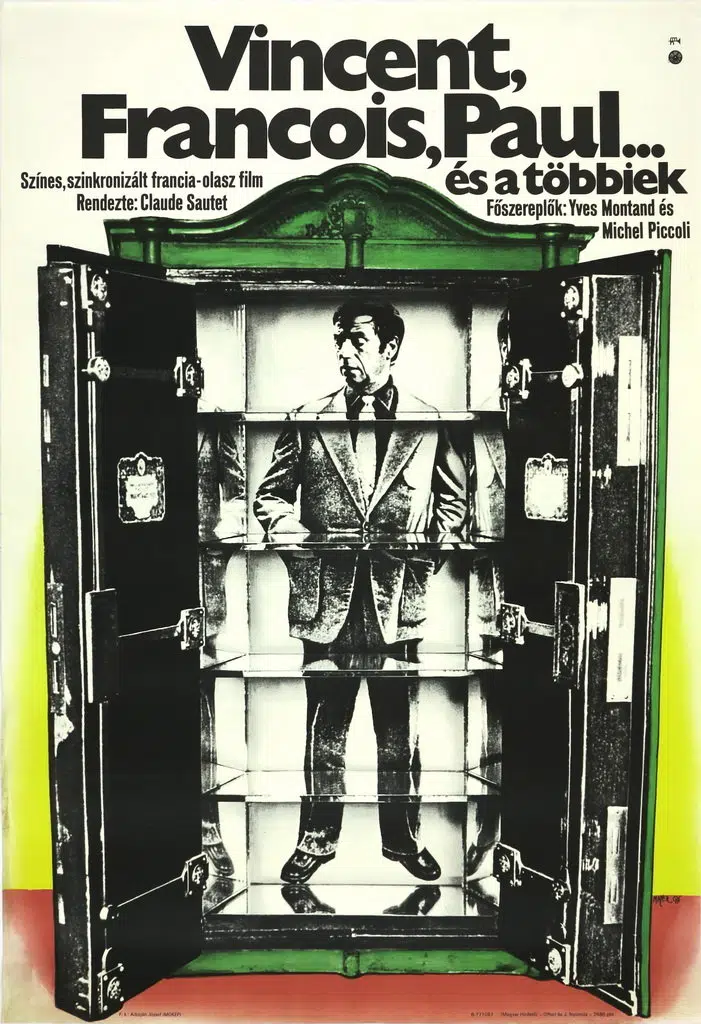 Vincent,
Francois, Paul...
és a többiek
Színes, szinkronizált francia-olasz film
Rendezte: Claude Sautet
Főszereplők: Yves Montand és
Michel Piccoli